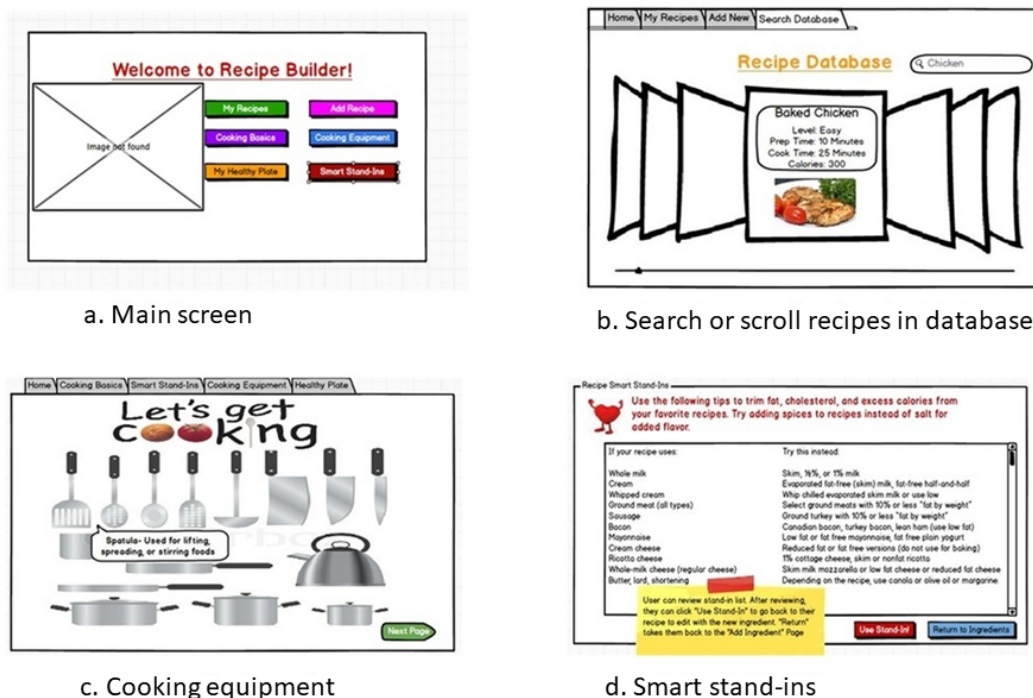 Welcome to Recipe Builder!
Image not found
My Recipes
Add Recipe
Cooking Basics
Cooking Equipment
My Healthy Plate
Smart Stand-Ins
a. Main screen
Home
My Recipes
Add New
Search Database
Recipe Database
Chicken
Baked Chicken
Level: Easy
Prep Time: 10 Minutes
Cook Time: 25 Minutes
Calories: 300
b. Search or scroll recipes in database
Home
Cooking Basics
Smart Stand-Ins
Cooking Equipment
Healthy Plate
Let's get
cooking
Spatula- Used for lifting,
spreading, or stirring foods
Next Page
c. Cooking equipment
Recipe Smart Stand-Ins
Use the following tips to trim fat, cholesterol, and excess calories from
your favorite recipes. Try adding spices to recipes instead of salt for
added flavor.
If your recipe uses: Try this instead:
Whole milk Skim, ½%, or 1% milk
Cream Evaporated fat-free (skim) milk, fat-free half-and-half
Whipped cream Whip chilled evaporated skim milk or use low
Ground meat (all types) Select ground meats with 10% or less "fat by weight"
Sausage Ground turkey with 10% or less "fat by weight"
Bacon Canadian bacon, turkey bacon, lean ham (use low fat)
Mayonnaise Low fat or fat free mayonnaise, fat free plain yogurt
Cream cheese Reduced fat or fat free versions (do not use for baking)
Ricotta cheese 1% cottage cheese, skim or nonfat ricotta
Whole-milk cheese (regular cheese) Skim milk mozzarella or low fat cheese or reduced fat cheese
Butter, lard, shortening Depending on the recipe, use canola or olive oil or margarine
User can review stand-in list. After reviewing,
they can click "Use Stand-In" to go back to their
recipe to edit with the new ingredient. "Return"
takes them back to the "Add Ingredient" Page
Use Stand-In!
Return to Ingredients
d. Smart stand-ins